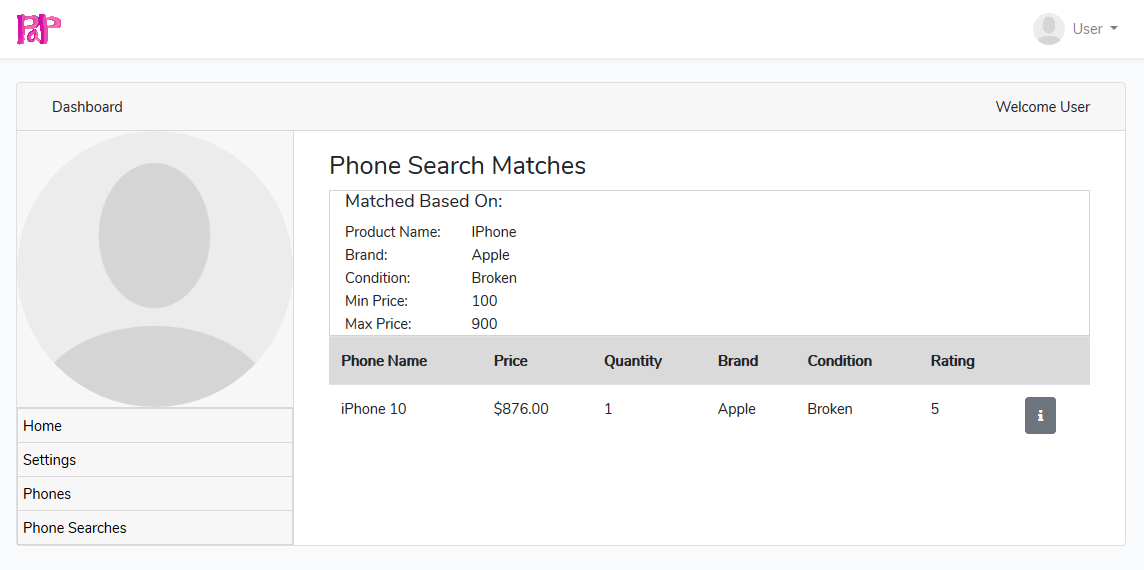 PaP
User
Dashboard
Welcome User
Phone Search Matches
Matched Based On:
Product Name: IPhone
Brand: Apple
Condition: Broken
Min Price: 100
Max Price: 900
Phone Name Price Quantity Brand Condition Rating
iPhone 10 $876.00 1 Apple Broken 5
i
Home
Settings
Phones
Phone Searches